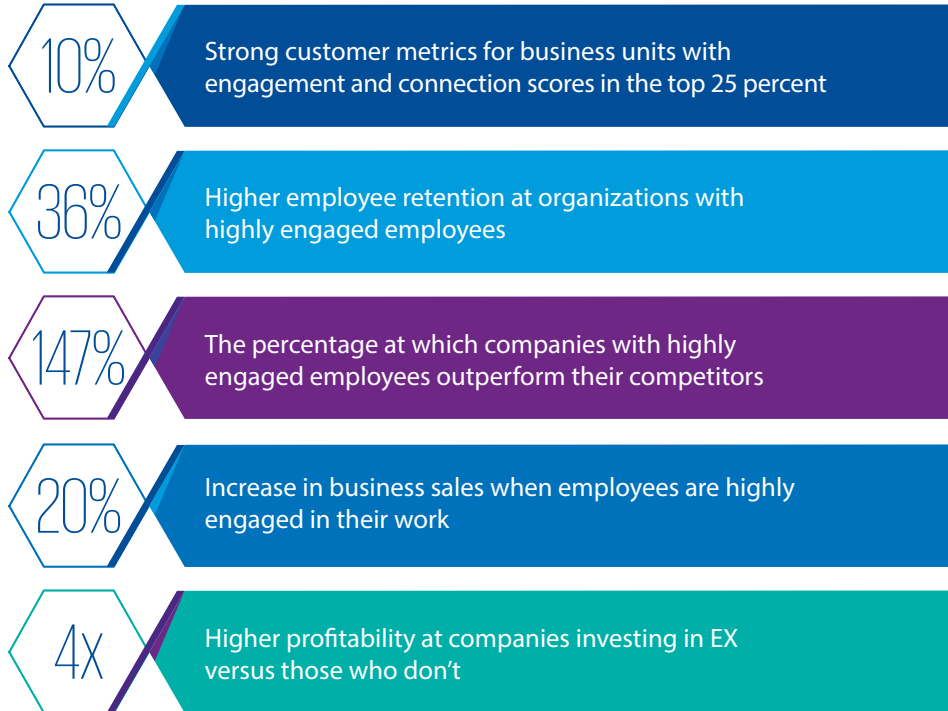 10%
Strong customer metrics for business units with
engagement and connection scores in the top 25 percent
36%
Higher employee retention at organizations with
highly engaged employees
147%
The percentage at which companies with highly
engaged employees outperform their competitors
20%
Increase in business sales when employees are highly
engaged in their work
4X
Higher profitability at companies investing in EX
versus those who don’t